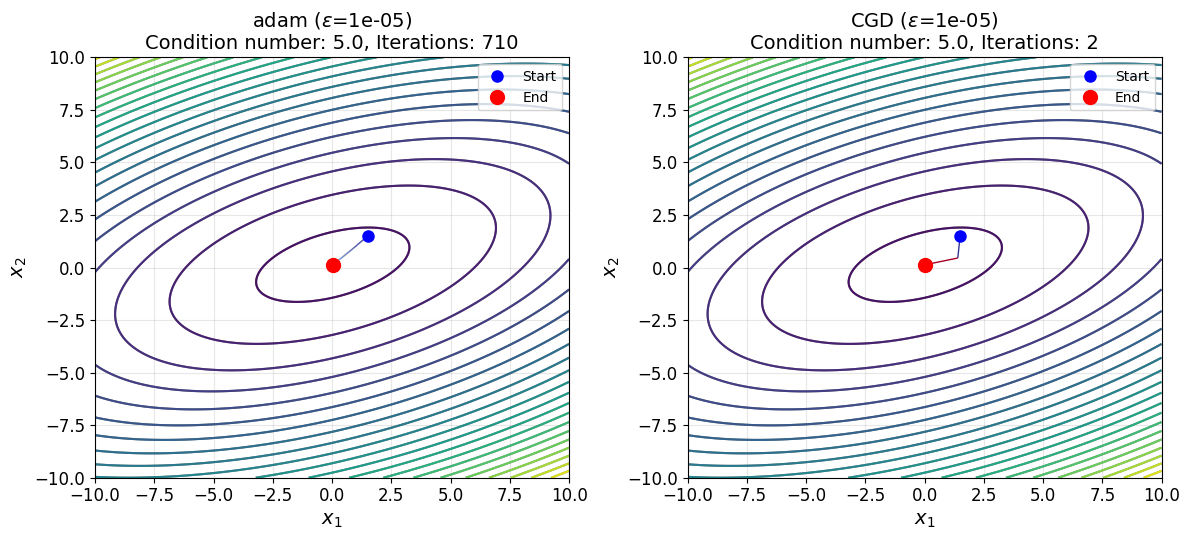 adam (ε=1e-05)
Condition number: 5.0, Iterations: 710
Start
End
10.0
7.5
5.0
2.5
0.0
−2.5
−5.0
−7.5
−10.0
x₂
−10.0 −7.5 −5.0 −2.5 0.0 2.5 5.0 7.5 10.0
x₁
CGD (ε=1e-05)
Condition number: 5.0, Iterations: 2
Start
End
10.0
7.5
5.0
2.5
0.0
−2.5
−5.0
−7.5
−10.0
x₂
−10.0 −7.5 −5.0 −2.5 0.0 2.5 5.0 7.5 10.0
x₁